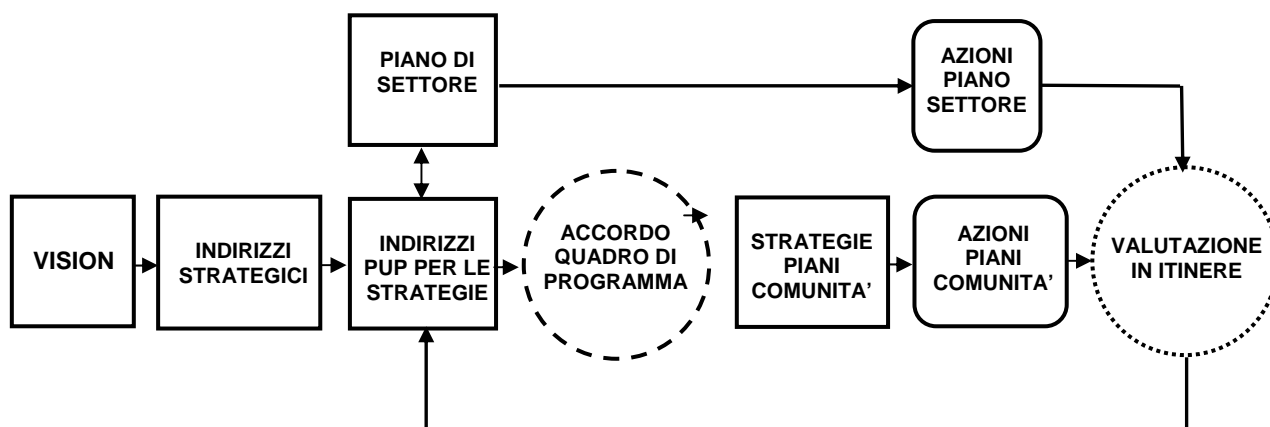 PIANO DI
SETTORE
AZIONI
PIANO
SETTORE
VISION
INDIRIZZI
STRATEGICI
INDIRIZZI
PUP PER LE
STRATEGIE
ACCORDO
QUADRO DI
PROGRAMMA
STRATEGIE
PIANI
COMUNITA’
AZIONI
PIANI
COMUNITA’
VALUTAZIONE
IN ITINERE